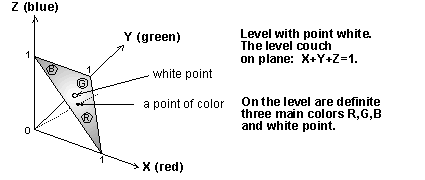 Z (blue)
Y (green)
1
1
B
G
R
white point
a point of color
0
1
X (red)
Level with point white.
The level couch
on plane: X+Y+Z=1.
On the level are definite
three main colors R,G,B
and white point.